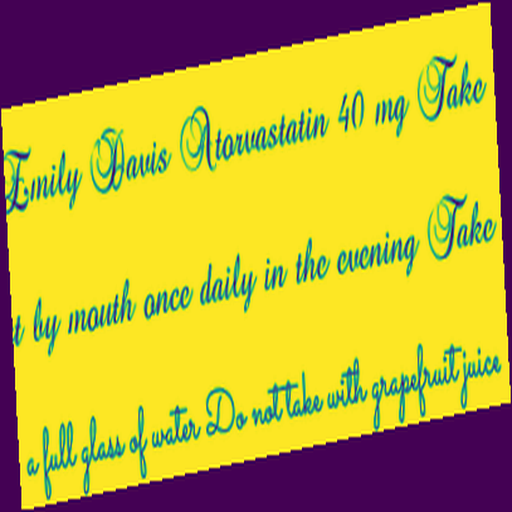 Emily Davis Atorvastatin 40 mg Take
by mouth once daily in the evening Take
a full glass of water Do not take with grapefruit juice